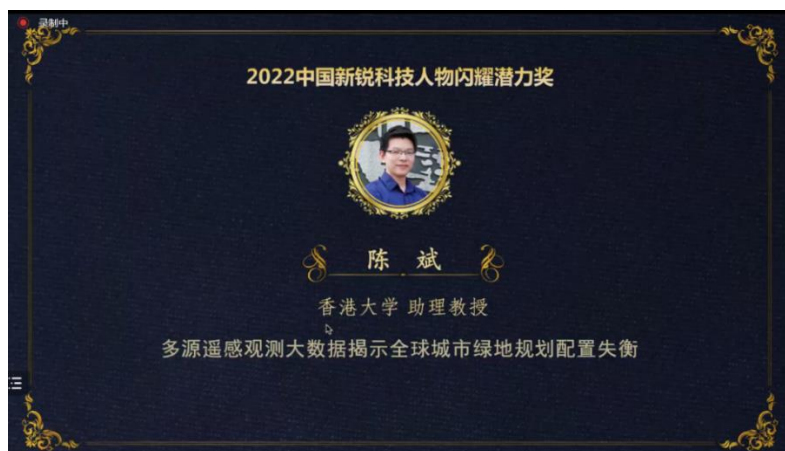 录制中
2022中国新锐科技人物闪耀潜力奖
陈 斌
香港大学 助理教授
多源遥感观测大数据揭示全球城市绿地规划配置失衡